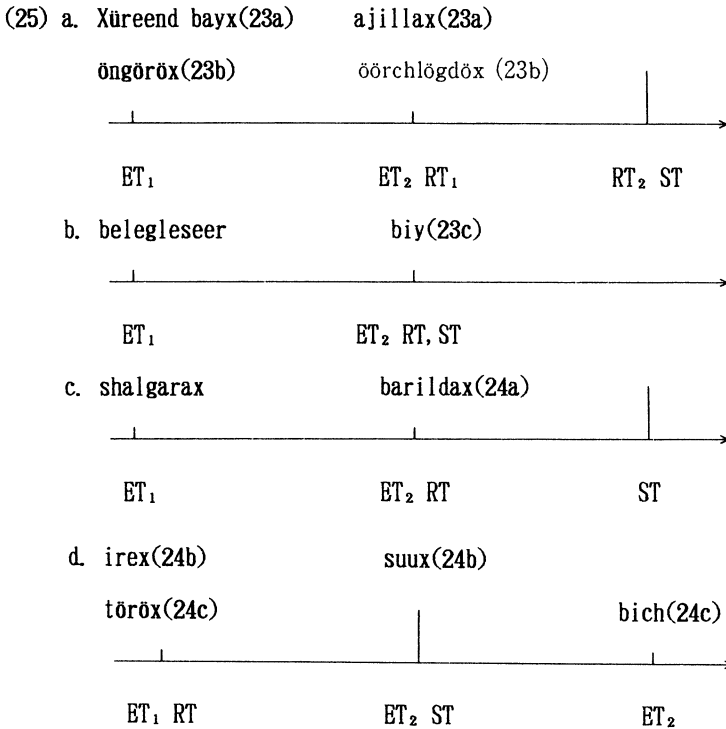 (25) a. Xüreend bayx(23a) ajillax(23a)
öngöröx(23b) öörchlögdöx (23b)
ET₁ ET₂ RT₁ RT₂ ST
b. belegleseer biy(23c)
ET₁ ET₂ RT, ST
c. shalgarax barildax(24a)
ET₁ ET₂ RT ST
d. irex(24b) suux(24b)
töröx(24c) bich(24c)
ET₁ RT ET₂ ST ET₂